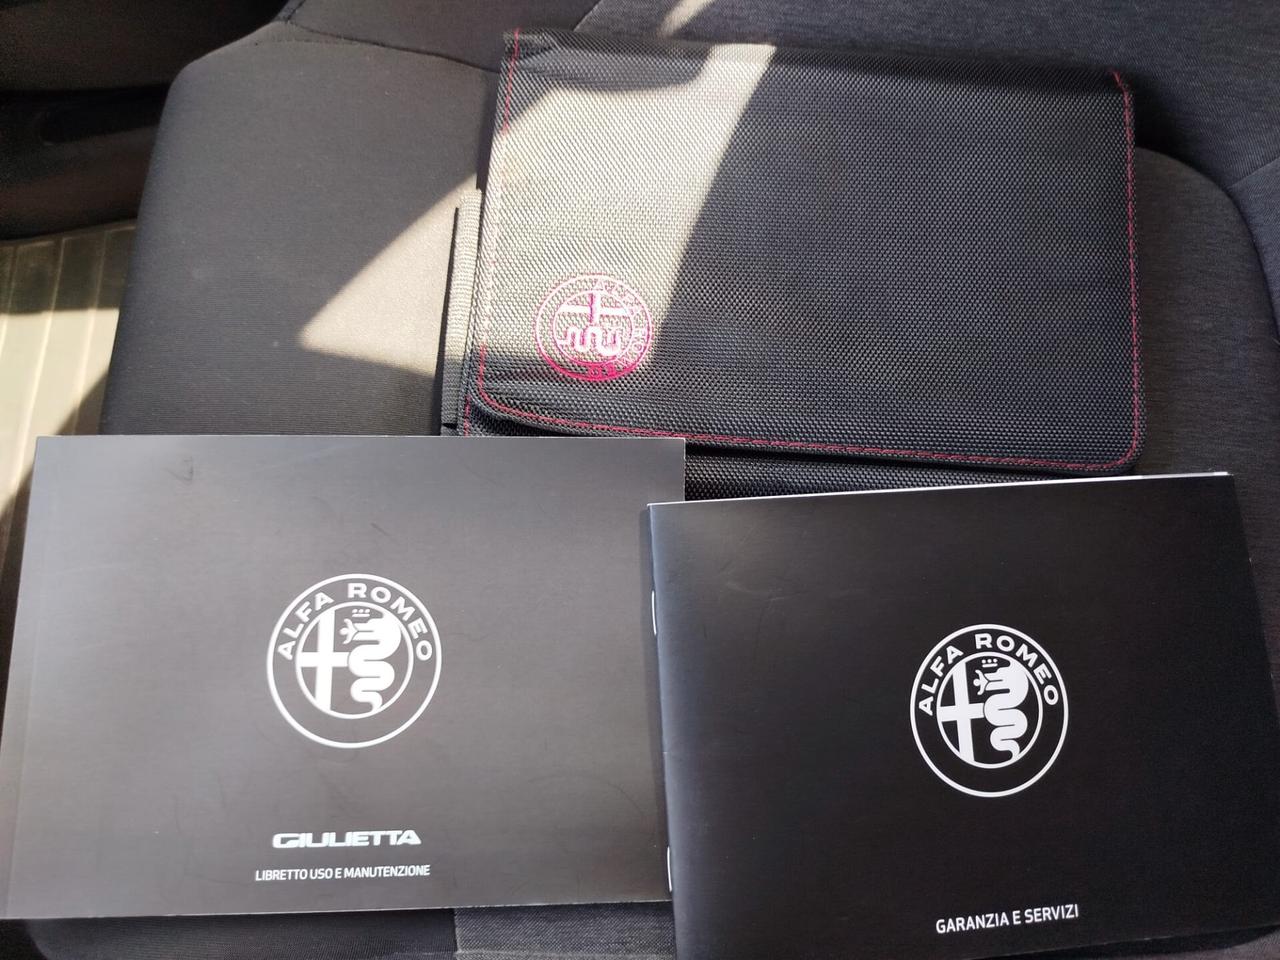 ALFA ROMEO
GIULIETTA
LIBRETTO USO E MANUTENZIONE
ALFA ROMEO
GARANZIA E SERVIZI